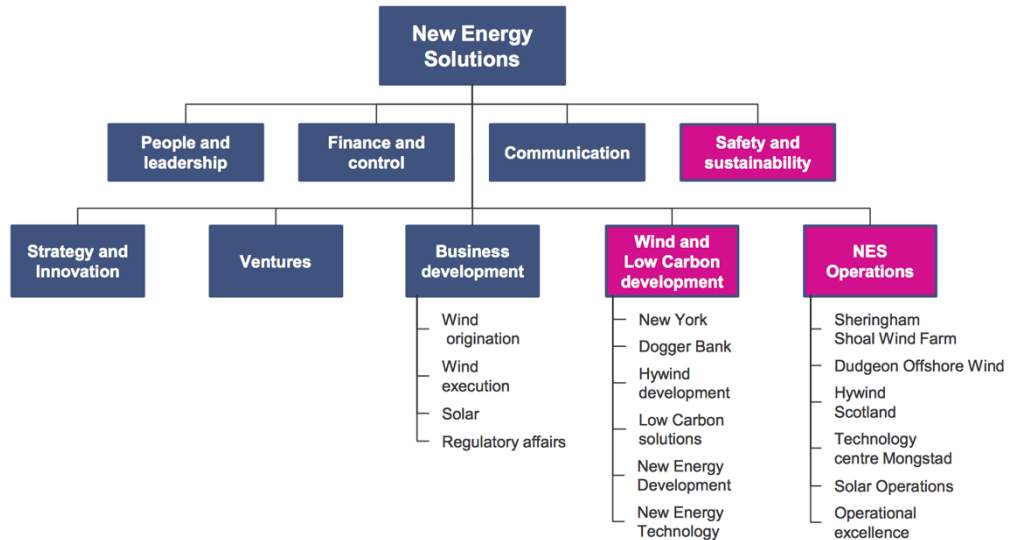 New Energy
Solutions
People and
leadership
Finance and
control
Communication
Safety and
sustainability
Strategy and
Innovation
Ventures
Business
development
Wind and
Low Carbon
development
NES
Operations
Wind
origination
Wind
execution
Solar
Regulatory affairs
New York
Dogger Bank
Hywind
development
Low Carbon
solutions
New Energy
Development
New Energy
Technology
Sheringham
Shoal Wind Farm
Dudgeon Offshore Wind
Hywind
Scotland
Technology
centre Mongstad
Solar Operations
Operational
excellence